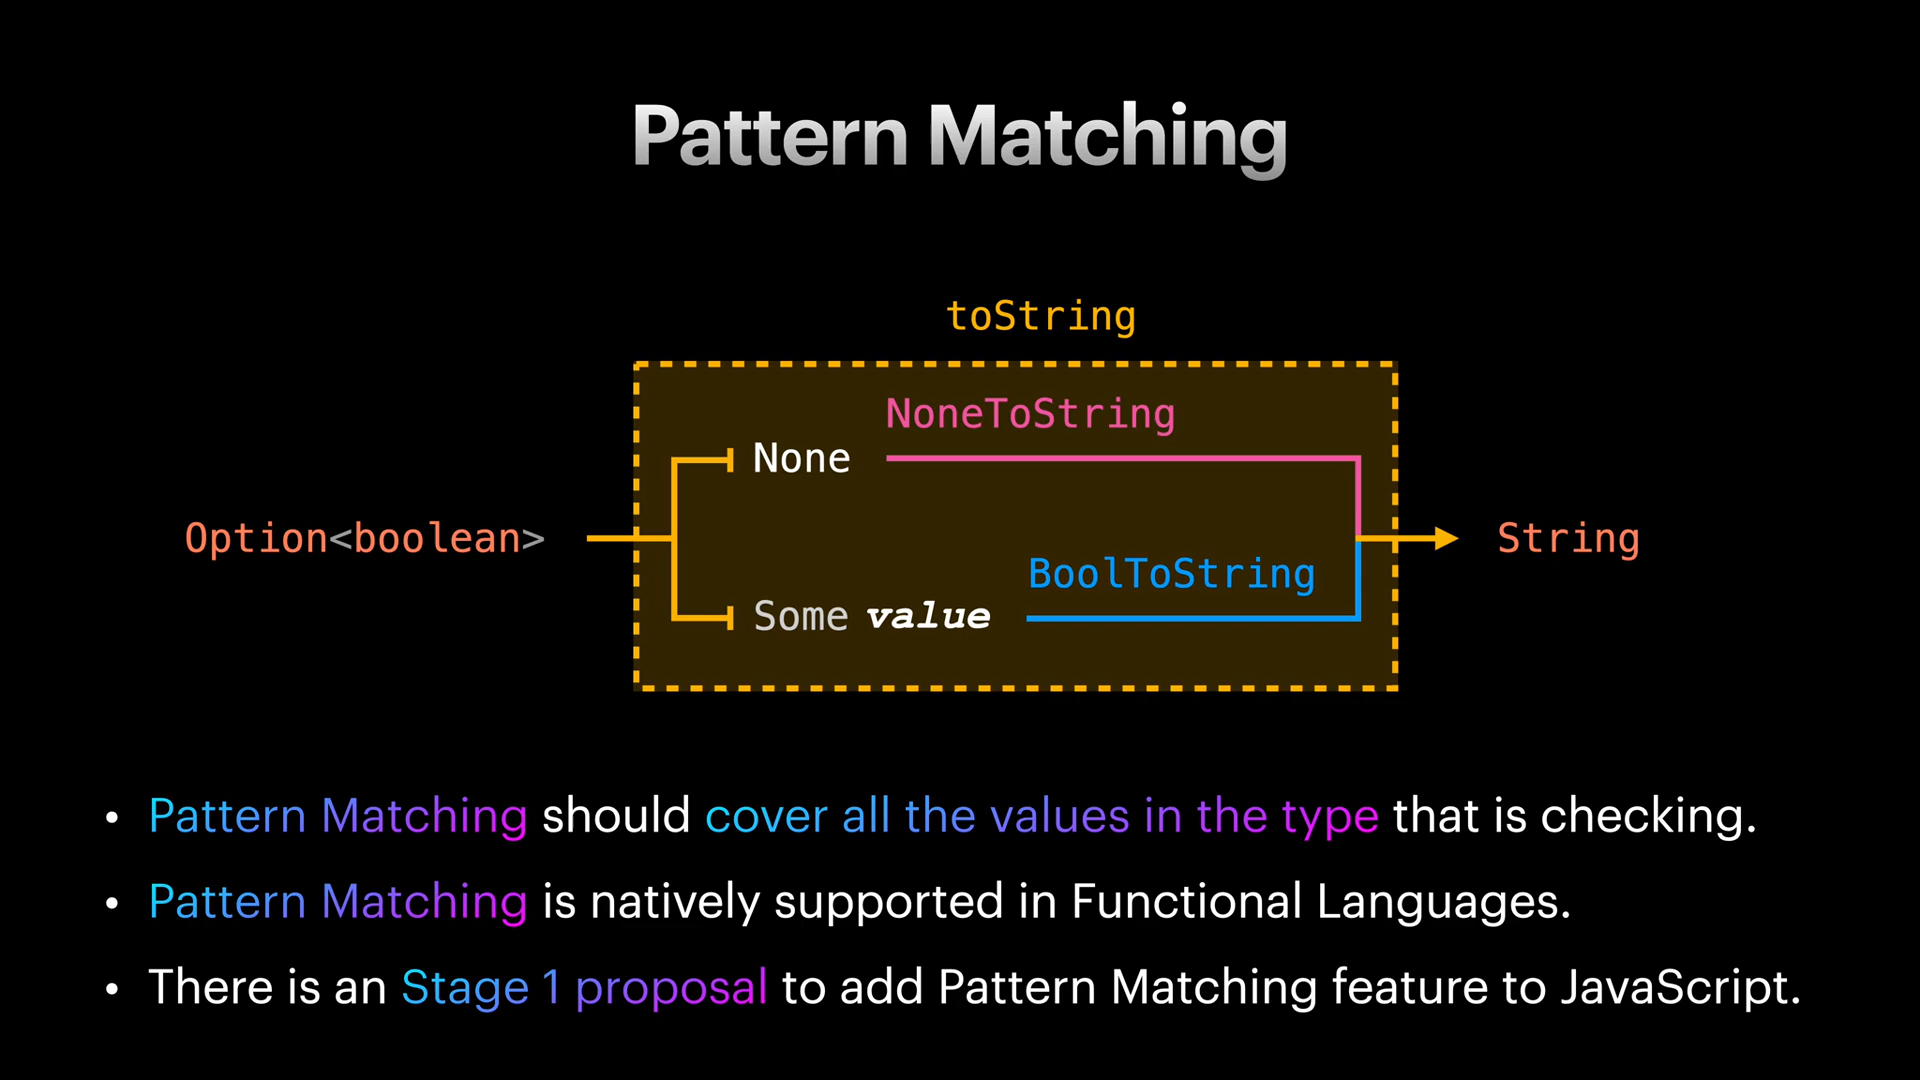 Pattern Matching
toString
NoneToString
None
Option<boolean>
String
BoolToString
Some value
• Pattern Matching should cover all the values in the type that is checking.
• Pattern Matching is natively supported in Functional Languages.
• There is an Stage 1 proposal to add Pattern Matching feature to JavaScript.